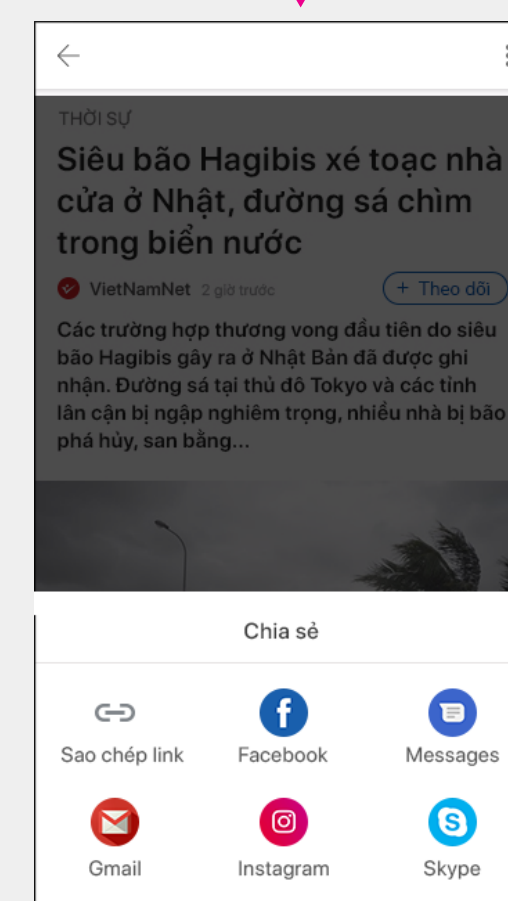 THỜI SỰ
Siêu bão Hagibis xé toạc nhà
cửa ở Nhật, đường sá chìm
trong biển nước
VietNamNet 2 giờ trước + Theo dõi
Các trường hợp thương vong đầu tiên do siêu
bão Hagibis gây ra ở Nhật Bản đã được ghi
nhận. Đường sá tại thủ đô Tokyo và các tỉnh
lân cận bị ngập nghiêm trọng, nhiều nhà bị bão
phá hủy, san bằng...
Chia sẻ
Sao chép link Facebook Messages
Gmail Instagram Skype